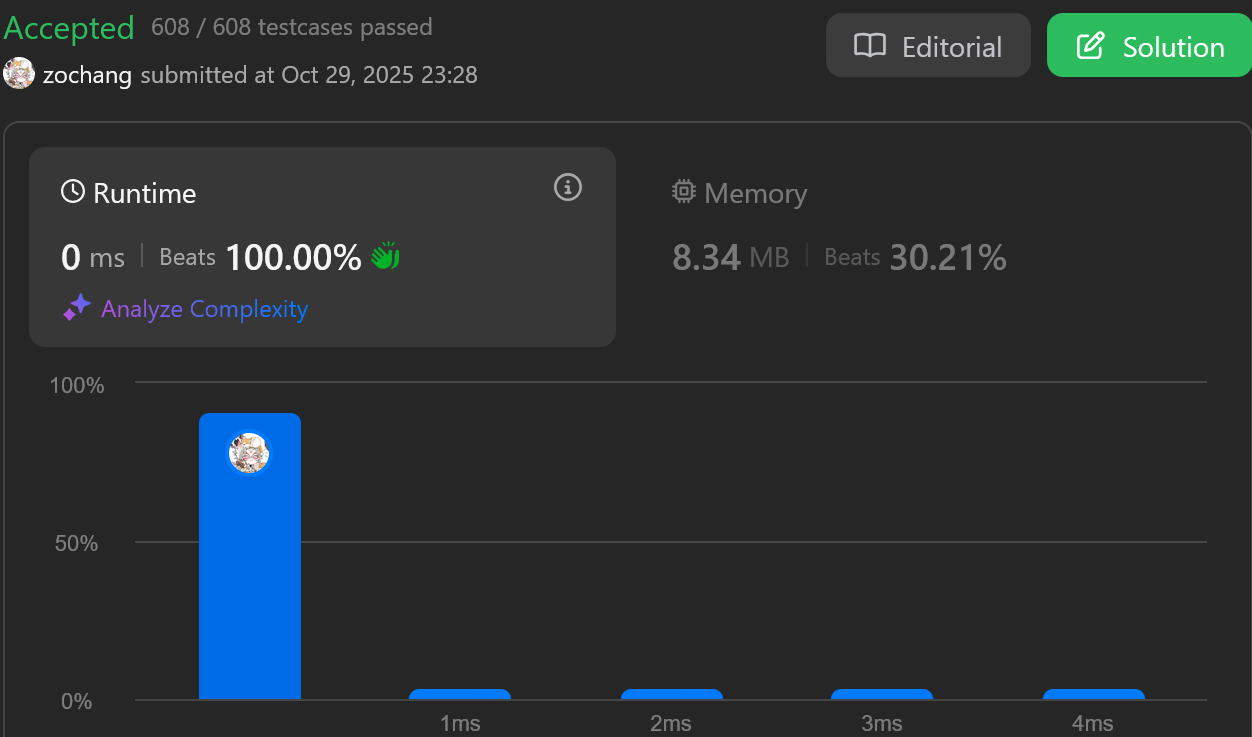 Accepted 608 / 608 testcases passed
Editorial
Solution
zochang submitted at Oct 29, 2025 23:28
Runtime
Memory
0 ms Beats 100.00%
8.34 MB Beats 30.21%
Analyze Complexity
100%
50%
0%
1ms 2ms 3ms 4ms